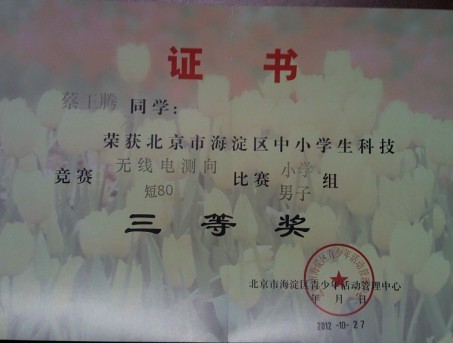 证书
蔡工腾 同学:
荣获北京市海淀区中小学生科技
竞赛 无线电测向 比赛 小学 组
短80 男子
三等奖
北京市海淀区青少年活动管理中心
年 月 日
2012-10-27